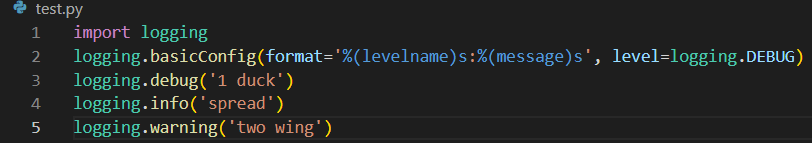 test.py
1 import logging
2 logging.basicConfig(format='%(levelname)s:%(message)s', level=logging.DEBUG)
3 logging.debug('1 duck')
4 logging.info('spread')
5 logging.warning('two wing')